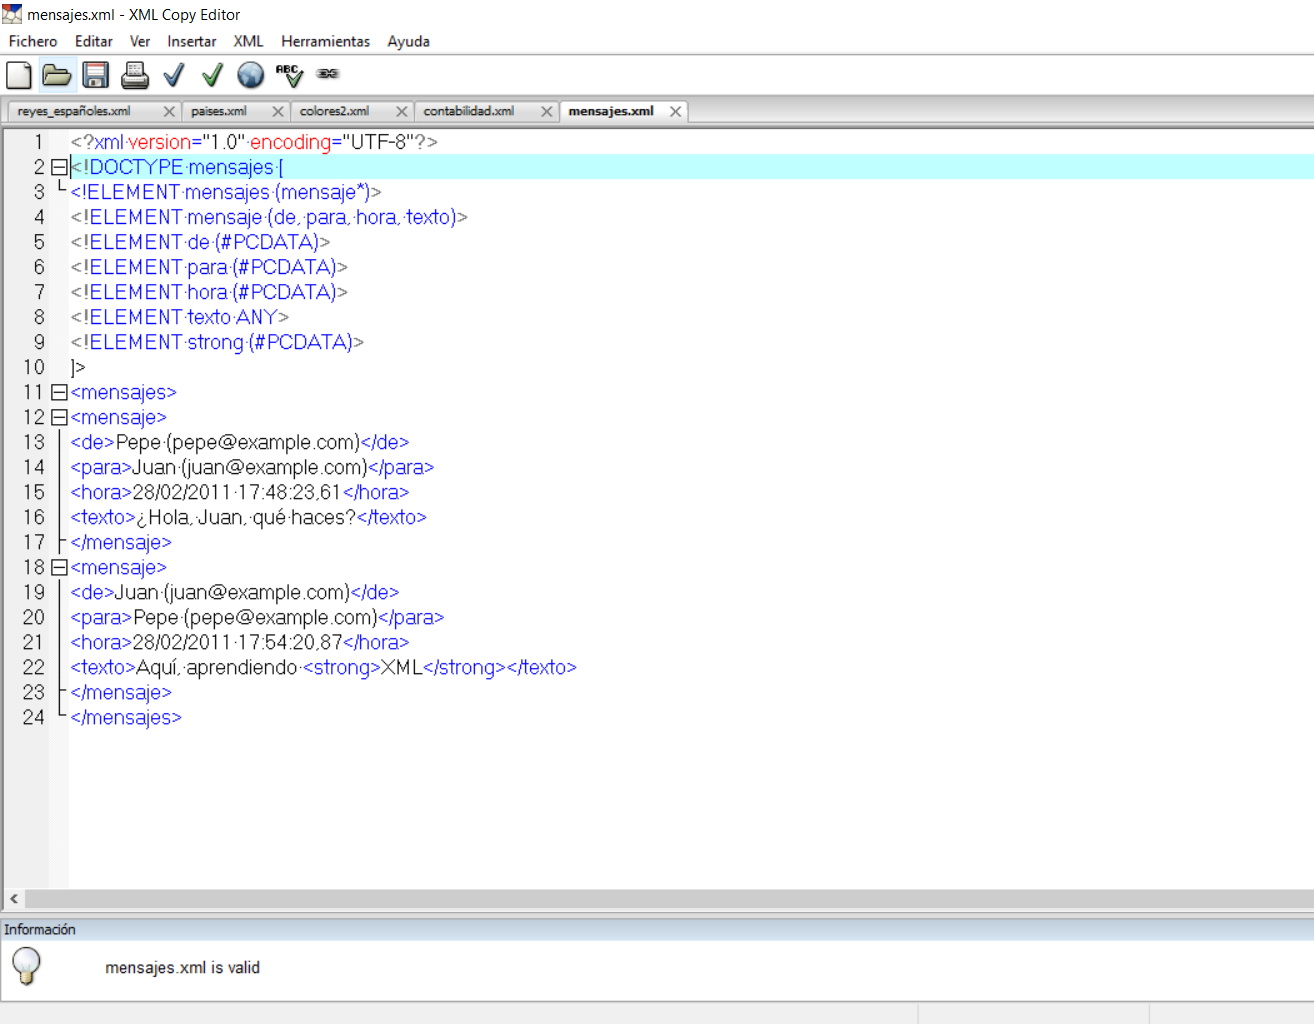 mensajes.xml - XML Copy Editor
Fichero Editar Ver Insertar XML Herramientas Ayuda
ABC
reyes_españoles.xml paises.xml colores2.xml contabilidad.xml mensajes.xml
1 <?xml version="1.0" encoding="UTF-8"?>
2 <!DOCTYPE mensajes [
3 <!ELEMENT mensajes (mensaje*)>
4 <!ELEMENT mensaje (de, para, hora, texto)>
5 <!ELEMENT de (#PCDATA)>
6 <!ELEMENT para (#PCDATA)>
7 <!ELEMENT hora (#PCDATA)>
8 <!ELEMENT texto ANY>
9 <!ELEMENT strong (#PCDATA)>
10 ]>
11 <mensajes>
12 <mensaje>
13 <de>Pepe (pepe@example.com)</de>
14 <para>Juan (juan@example.com)</para>
15 <hora>28/02/2011 17:48:23,61</hora>
16 <texto>¿Hola, Juan, qué haces?</texto>
17 </mensaje>
18 <mensaje>
19 <de>Juan (juan@example.com)</de>
20 <para>Pepe (pepe@example.com)</para>
21 <hora>28/02/2011 17:54:20,87</hora>
22 <texto>Aquí, aprendiendo <strong>XML</strong></texto>
23 </mensaje>
24 </mensajes>
Información
mensajes.xml is valid